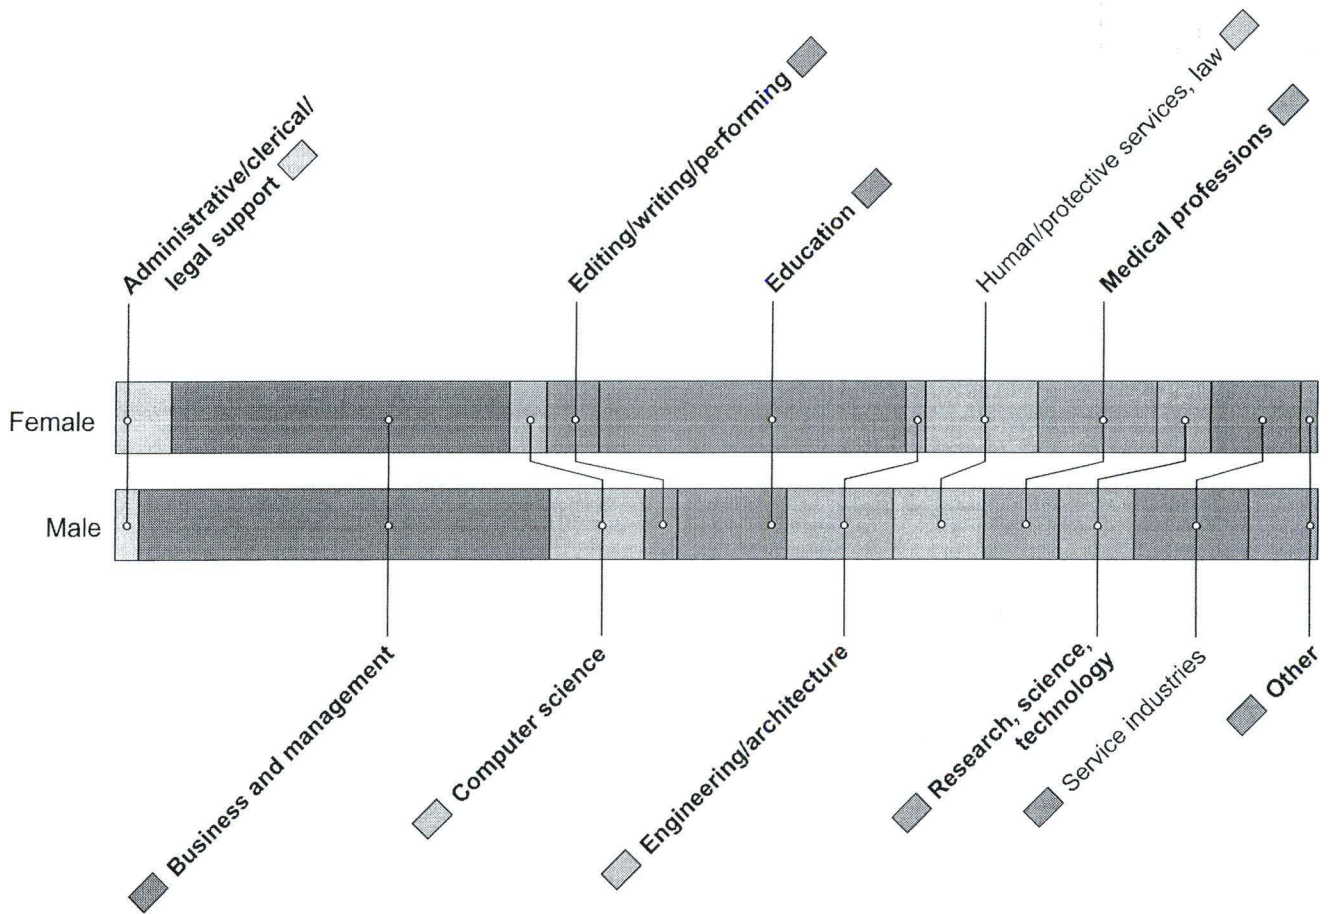 Administrative/clerical/
legal support
Editing/writing/performing
Education
Human/protective services, law
Medical professions
Female
Male
Business and management
Computer science
Engineering/architecture
Research, science,
technology
Service industries
Other